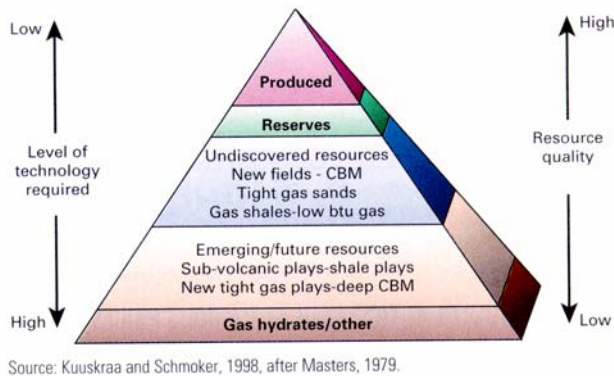 Low
High
Produced
Reserves
Level of
technology
required
Resource
quality
Undiscovered resources
New fields - CBM
Tight gas sands
Gas shales-low btu gas
Emerging/future resources
Sub-volcanic plays-shale plays
New tight gas plays-deep CBM
High
Gas hydrates/other
Low
Source: Kuuskraa and Schmoker, 1998, after Masters, 1979.